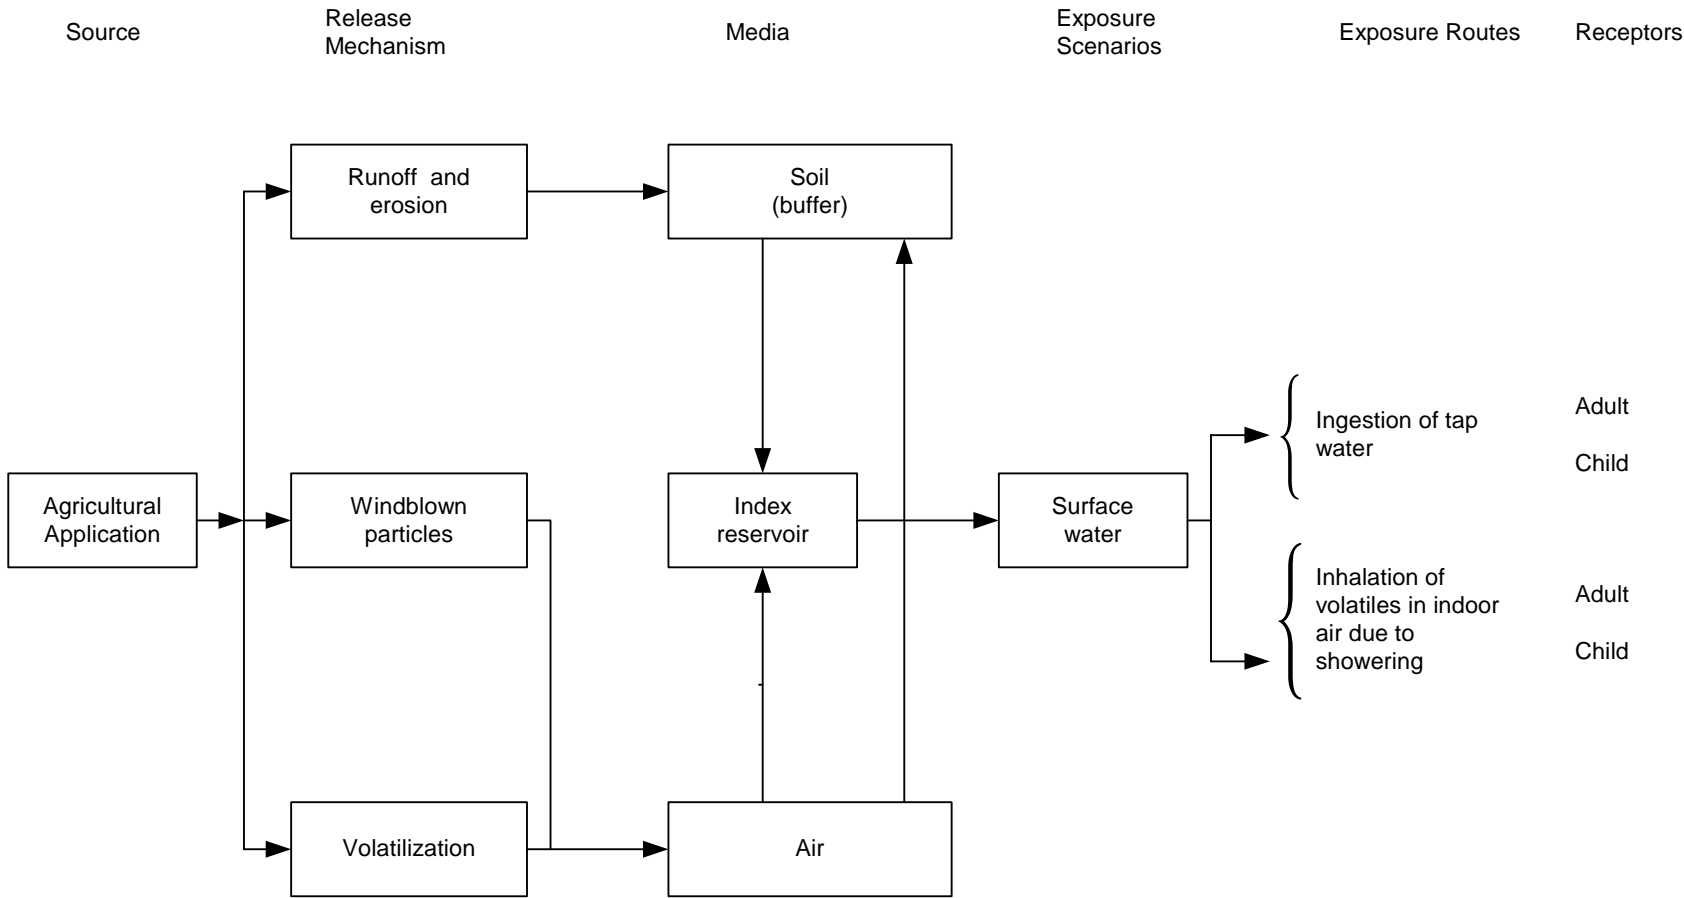 Source
Release
Mechanism
Media
Exposure
Scenarios
Exposure Routes
Receptors
Runoff and
erosion
Soil
(buffer)
Agricultural
Application
Windblown
particles
Index
reservoir
Surface
water
Ingestion of tap
water
Adult
Child
Inhalation of
volatiles in indoor
air due to
showering
Adult
Child
Volatilization
Air